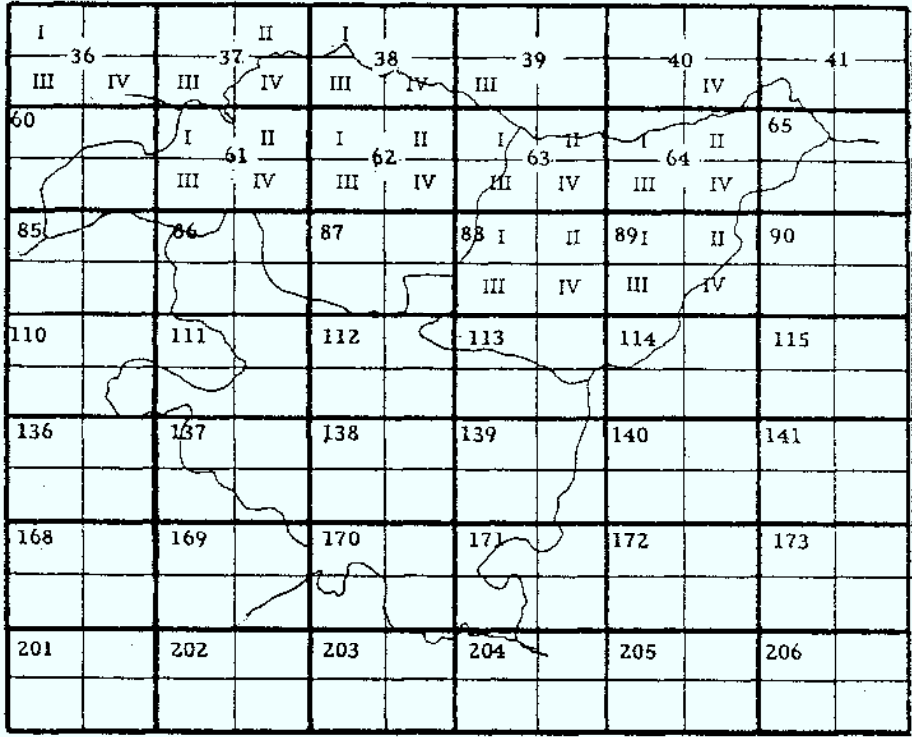 I II I
36 37 38 39 40 41
III IV III IV III IV III IV
60 65
I II I II I II I II
61 62 63 64
III IV III IV III IV III IV
85 86 87 88 I II 89 I II 90
III IV III IV
110 111 112 113 114 115
136 137 138 139 140 141
168 169 170 171 172 173
201 202 203 204 205 206